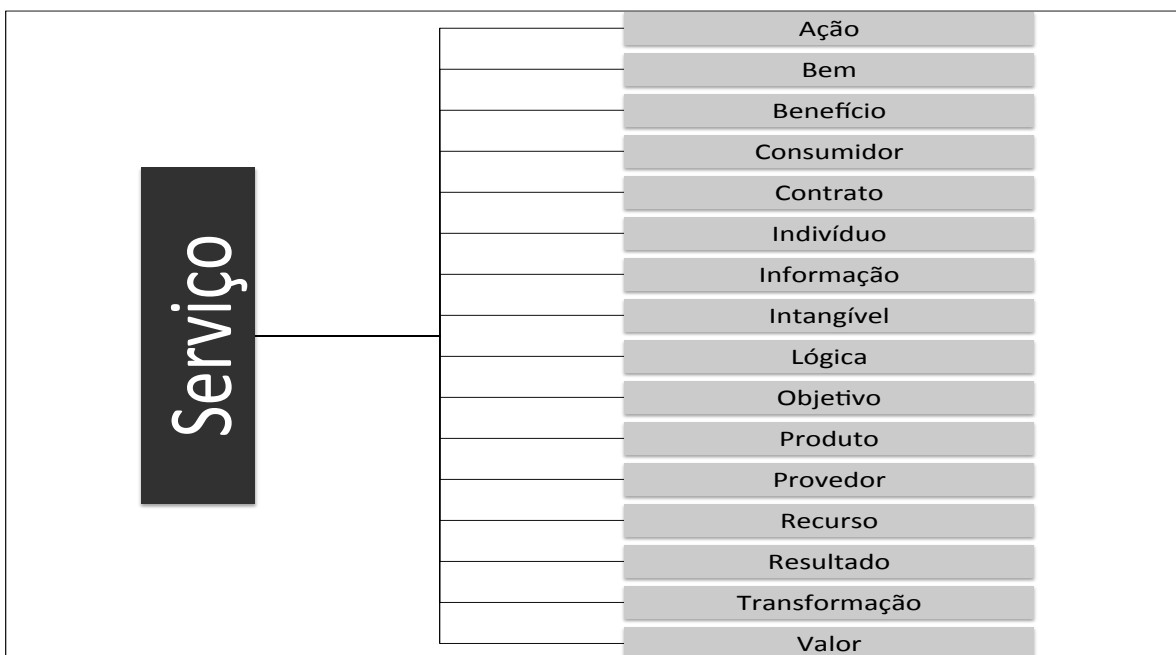 Serviço
Ação
Bem
Benefício
Consumidor
Contrato
Indivíduo
Informação
Intangível
Lógica
Objetivo
Produto
Provedor
Recurso
Resultado
Transformação
Valor